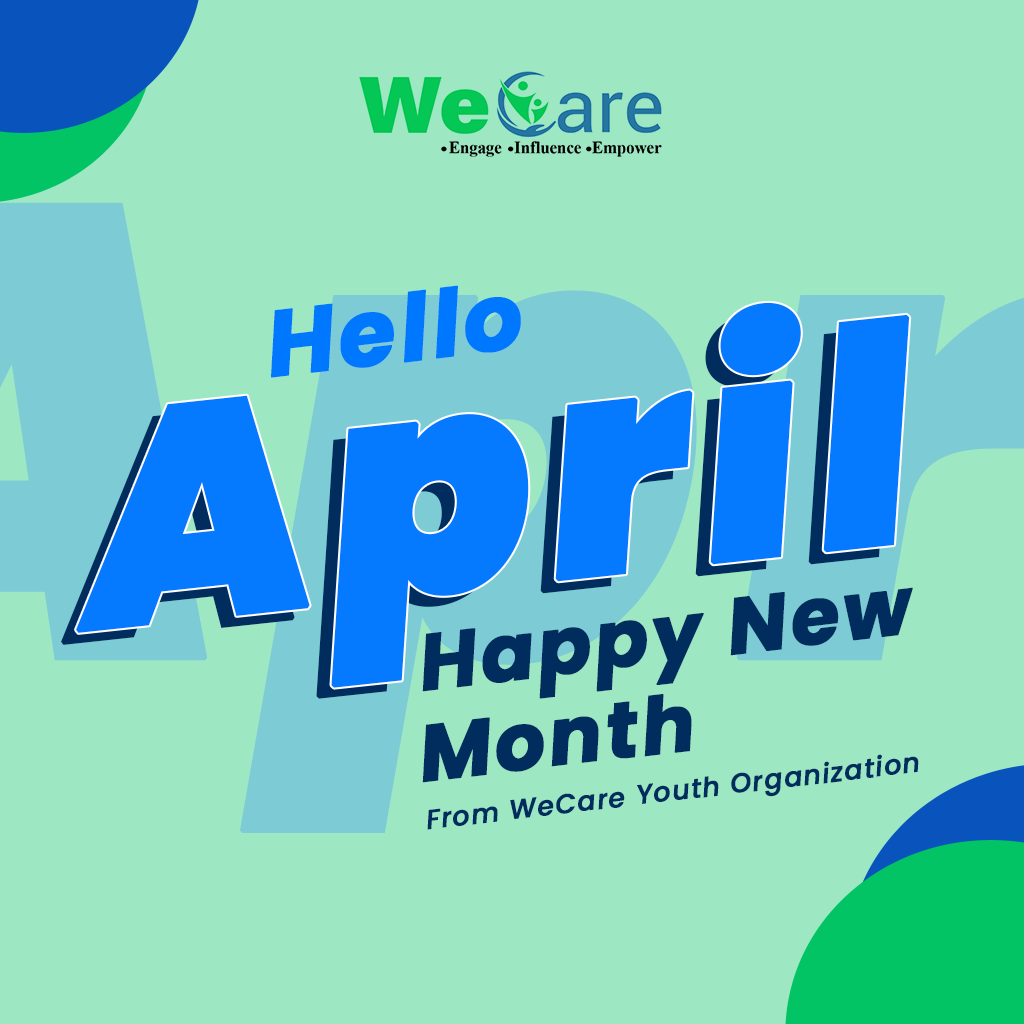 WeCare
•Engage •Influence •Empower
Hello
April
Happy New
Month
From WeCare Youth Organization